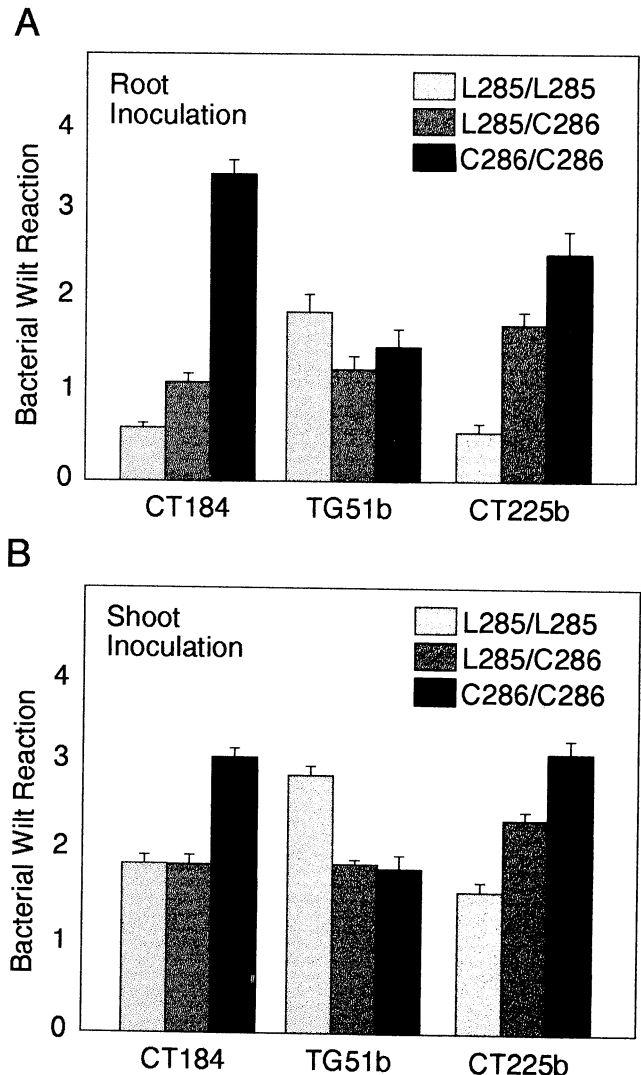 A
Root
Inoculation
L285/L285
L285/C286
C286/C286
Bacterial Wilt Reaction
4
3
2
1
0
CT184
TG51b
CT225b
B
Shoot
Inoculation
L285/L285
L285/C286
C286/C286
Bacterial Wilt Reaction
4
3
2
1
0
CT184
TG51b
CT225b